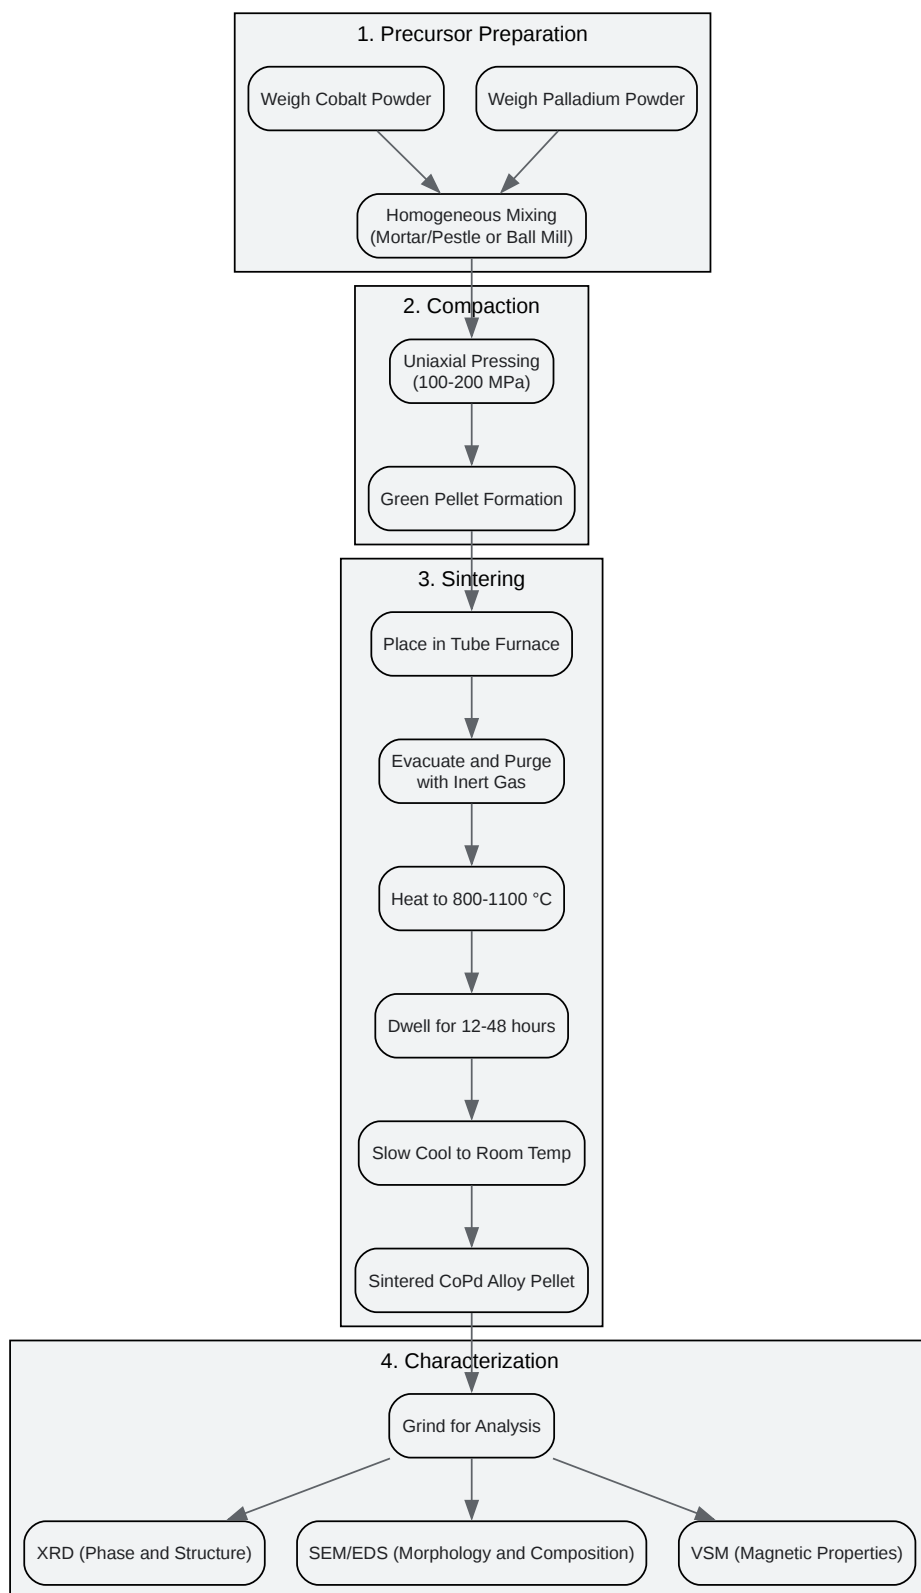 1. Precursor Preparation
Weigh Cobalt Powder
Weigh Palladium Powder
Homogeneous Mixing
(Mortar/Pestle or Ball Mill)
2. Compaction
Uniaxial Pressing
(100-200 MPa)
Green Pellet Formation
3. Sintering
Place in Tube Furnace
Evacuate and Purge
with Inert Gas
Heat to 800-1100 °C
Dwell for 12-48 hours
Slow Cool to Room Temp
Sintered CoPd Alloy Pellet
4. Characterization
Grind for Analysis
XRD (Phase and Structure)
SEM/EDS (Morphology and Composition)
VSM (Magnetic Properties)